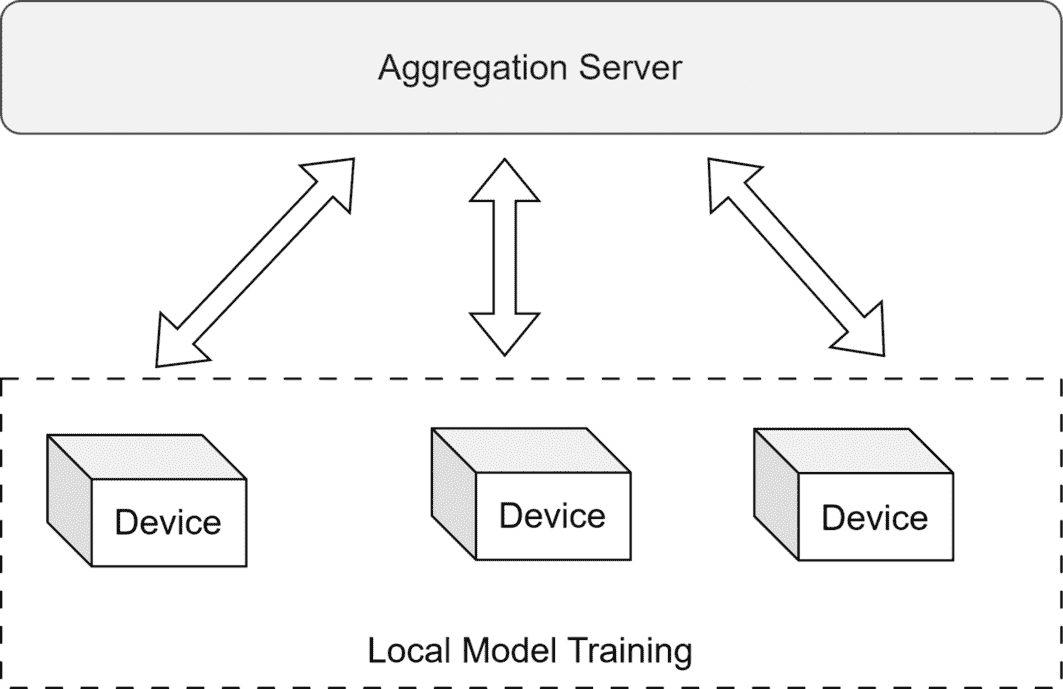 Aggregation Server
Device
Device
Device
Local Model Training